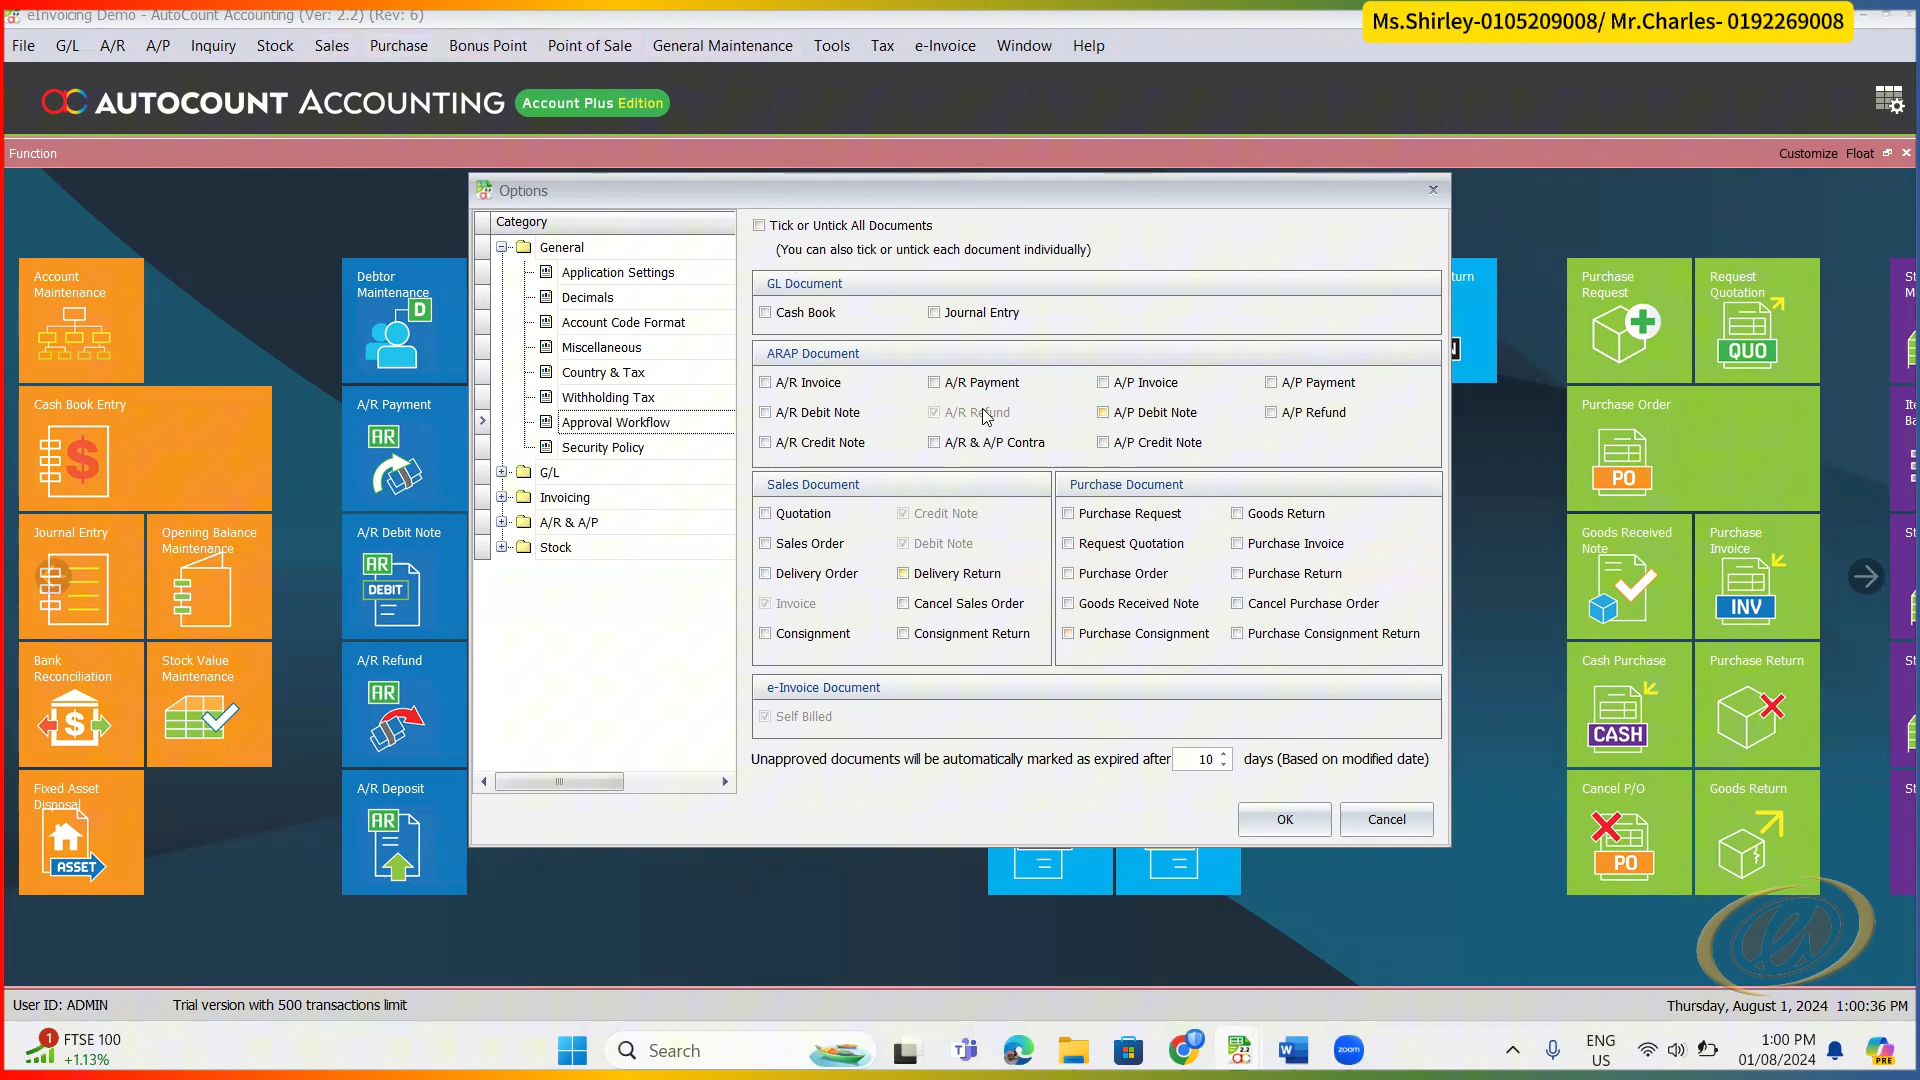 eInvoicing Demo - AutoCount Accounting (Ver: 2.2) (Rev: 6)
Ms.Shirley-0105209008/ Mr.Charles- 0192269008
File G/L A/R A/P Inquiry Stock Sales Purchase Bonus Point Point of Sale General Maintenance Tools Tax e-Invoice Window Help
AUTOCOUNT ACCOUNTING Account Plus Edition
Function
Customize Float
Options
Category
General
Application Settings
Decimals
Account Code Format
Miscellaneous
Country & Tax
Withholding Tax
Approval Workflow
Security Policy
G/L
Invoicing
A/R & A/P
Stock
Tick or Untick All Documents
(You can also tick or untick each document individually)
GL Document
Cash Book Journal Entry
ARAP Document
A/R Invoice A/R Payment A/P Invoice A/P Payment
A/R Debit Note A/R Refund A/P Debit Note A/P Refund
A/R Credit Note A/R & A/P Contra A/P Credit Note
Sales Document
Quotation Credit Note
Sales Order Debit Note
Delivery Order Delivery Return
Invoice Cancel Sales Order
Consignment Consignment Return
Purchase Document
Purchase Request Goods Return
Request Quotation Purchase Invoice
Purchase Order Purchase Return
Goods Received Note Cancel Purchase Order
Purchase Consignment Purchase Consignment Return
e-Invoice Document
Self Billed
Unapproved documents will be automatically marked as expired after 10 days (Based on modified date)
OK Cancel
Account
Maintenance
Cash Book Entry
Journal Entry
Opening Balance
Maintenance
Bank
Reconciliation
Stock Value
Maintenance
Fixed Asset
Disposal
ASSET
Debtor
Maintenance
D
A/R Payment
AR
A/R Debit Note
AR
DEBIT
A/R Refund
AR
A/R Deposit
AR
Purchase
Request
Request
Quotation
QUO
Purchase Order
PO
Goods Received
Note
Purchase
Invoice
INV
Cash Purchase
CASH
Purchase Return
Cancel P/O
PO
Goods Return
User ID: ADMIN
Trial version with 500 transactions limit
Thursday, August 1, 2024 1:00:36 PM
1
FTSE 100
+1.13%
Search
zoom
ENG
US
1:00 PM
01/08/2024
PRE